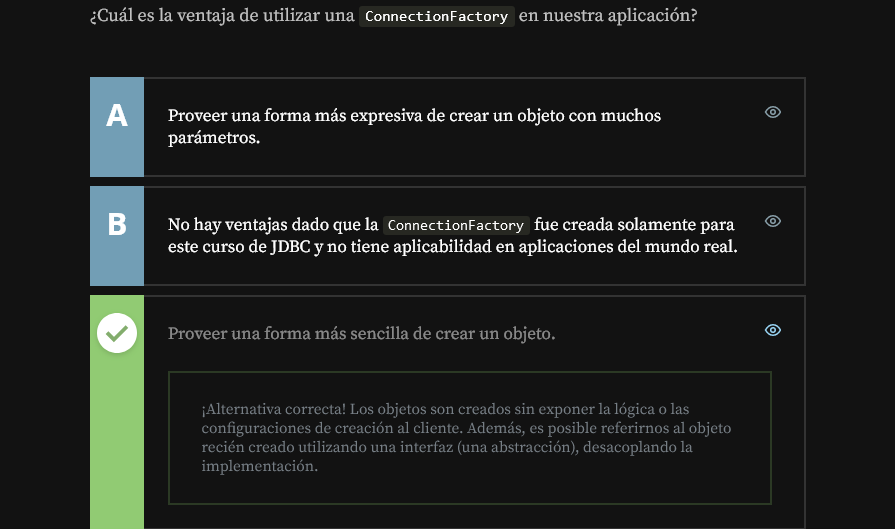 ¿Cuál es la ventaja de utilizar una ConnectionFactory en nuestra aplicación?
A
Proveer una forma más expresiva de crear un objeto con muchos
parámetros.
B
No hay ventajas dado que la ConnectionFactory fue creada solamente para
este curso de JDBC y no tiene aplicabilidad en aplicaciones del mundo real.
Proveer una forma más sencilla de crear un objeto.
¡Alternativa correcta! Los objetos son creados sin exponer la lógica o las
configuraciones de creación al cliente. Además, es posible referirnos al objeto
recién creado utilizando una interfaz (una abstracción), desacoplando la
implementación.